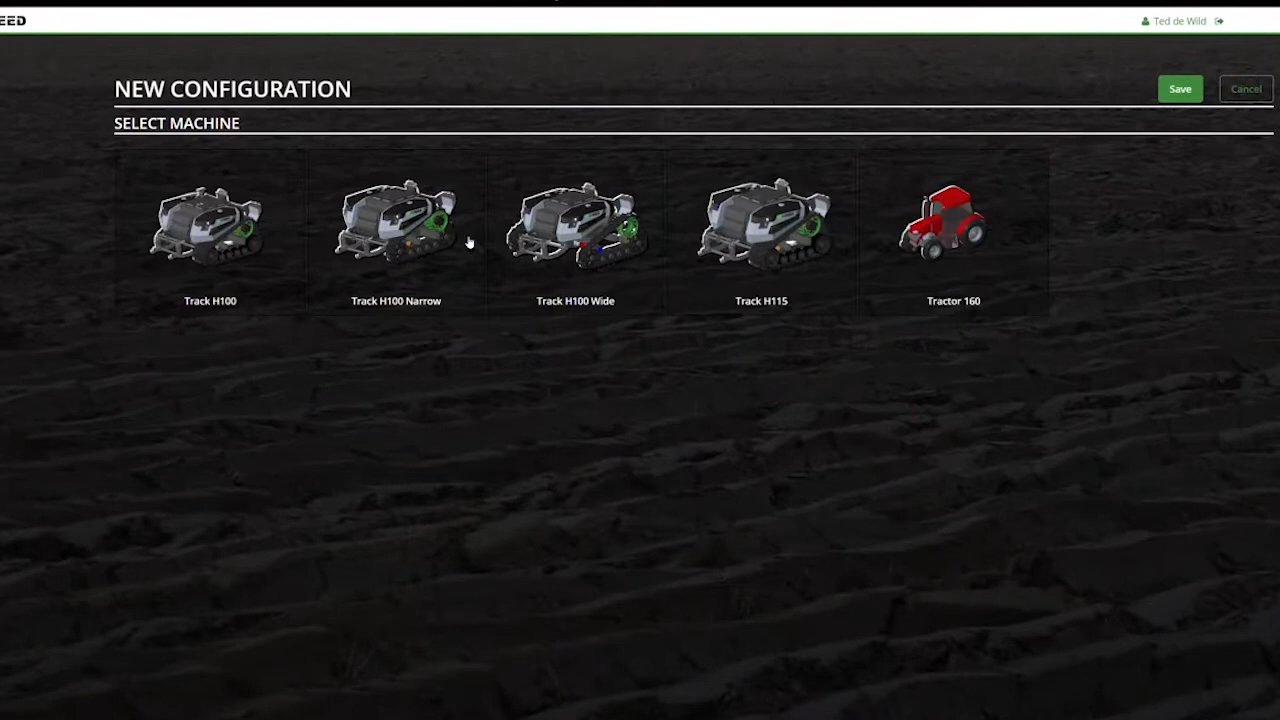 EED
Ted de Wild
NEW CONFIGURATION
Save
Cancel
SELECT MACHINE
Track H100
Track H100 Narrow
Track H100 Wide
Track H115
Tractor 160